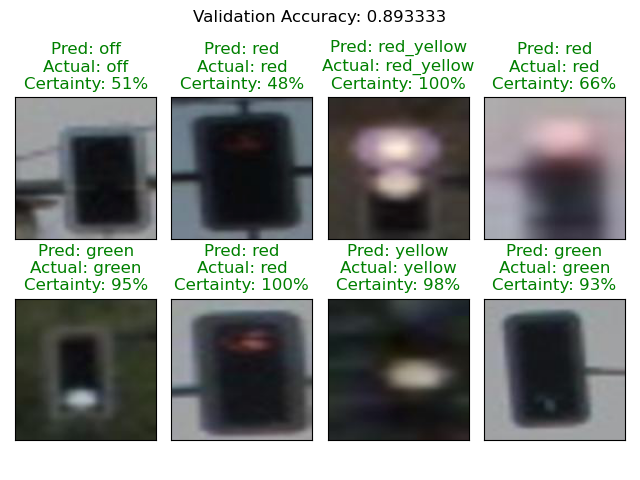 Validation Accuracy: 0.893333
Pred: off
Actual: off
Certainty: 51%
Pred: red
Actual: red
Certainty: 48%
Pred: red_yellow
Actual: red_yellow
Certainty: 100%
Pred: red
Actual: red
Certainty: 66%
Pred: green
Actual: green
Certainty: 95%
Pred: red
Actual: red
Certainty: 100%
Pred: yellow
Actual: yellow
Certainty: 98%
Pred: green
Actual: green
Certainty: 93%